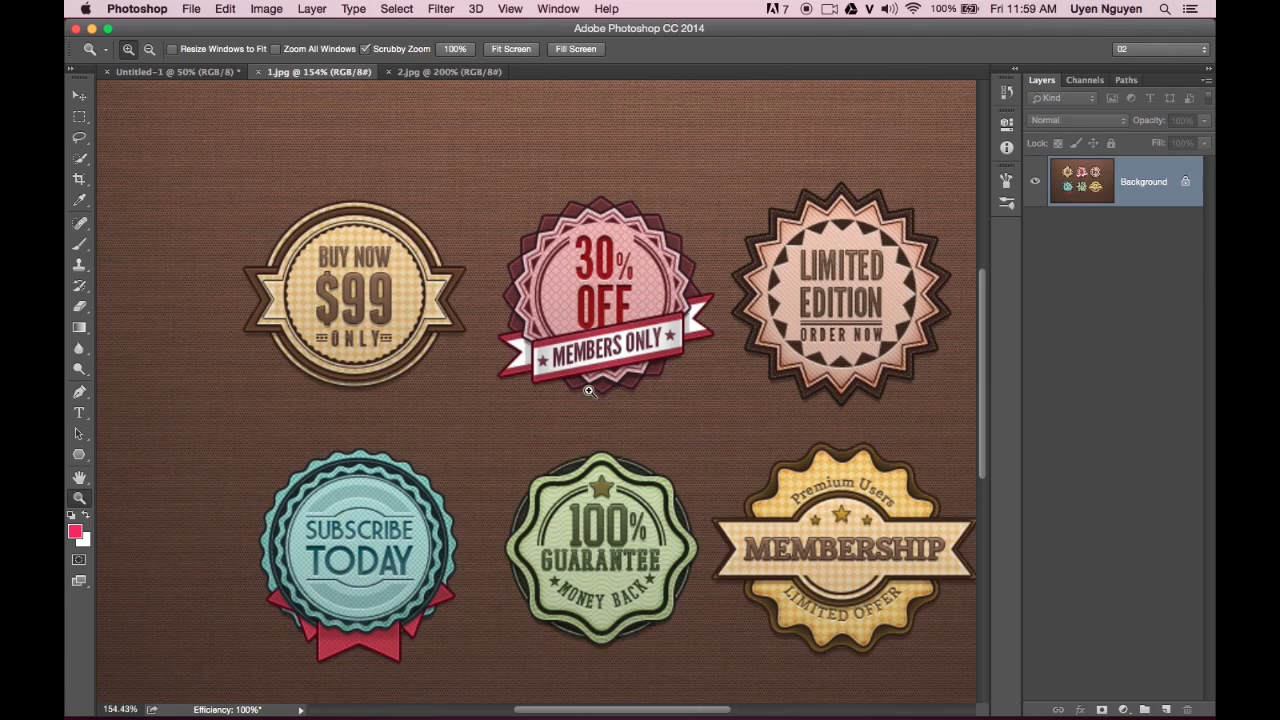 Photoshop File Edit Image Layer Type Select Filter 3D View Window Help 7 100% Fri 11:59 AM Uyen Nguyen
Adobe Photoshop CC 2014
Resize Windows to Fit Zoom All Windows Scrubby Zoom 100% Fit Screen Fill Screen 02
× Untitled-1 @ 50% (RGB/8) * × 1.jpg @ 154% (RGB/8#) × 2.jpg @ 200% (RGB/8#)
Layers Channels Paths
Kind
Normal Opacity: 100%
Lock: Fill: 100%
Background
BUY NOW
$99
ONLY
30%
OFF
MEMBERS ONLY
LIMITED
EDITION
ORDER NOW
SUBSCRIBE
TODAY
100%
GUARANTEE
MONEY BACK
Premium Users
MEMBERSHIP
LIMITED OFFER
154.43% Efficiency: 100%*